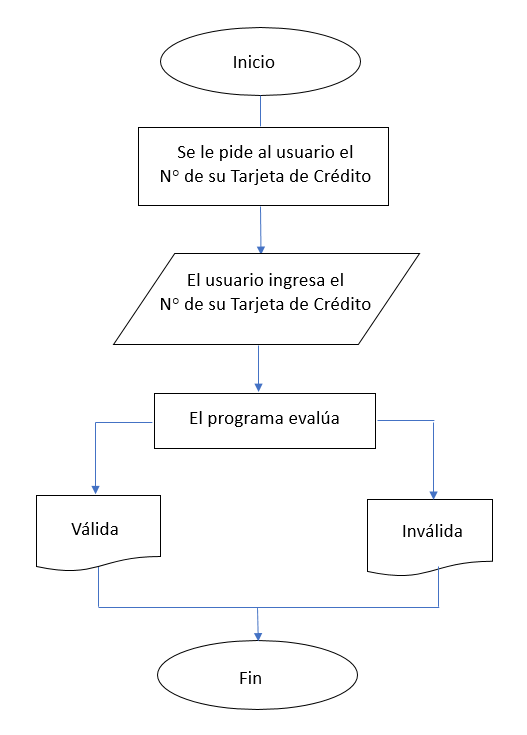 Inicio
Se le pide al usuario el
N° de su Tarjeta de Crédito
El usuario ingresa el
N° de su Tarjeta de Crédito
El programa evalúa
Válida
Inválida
Fin